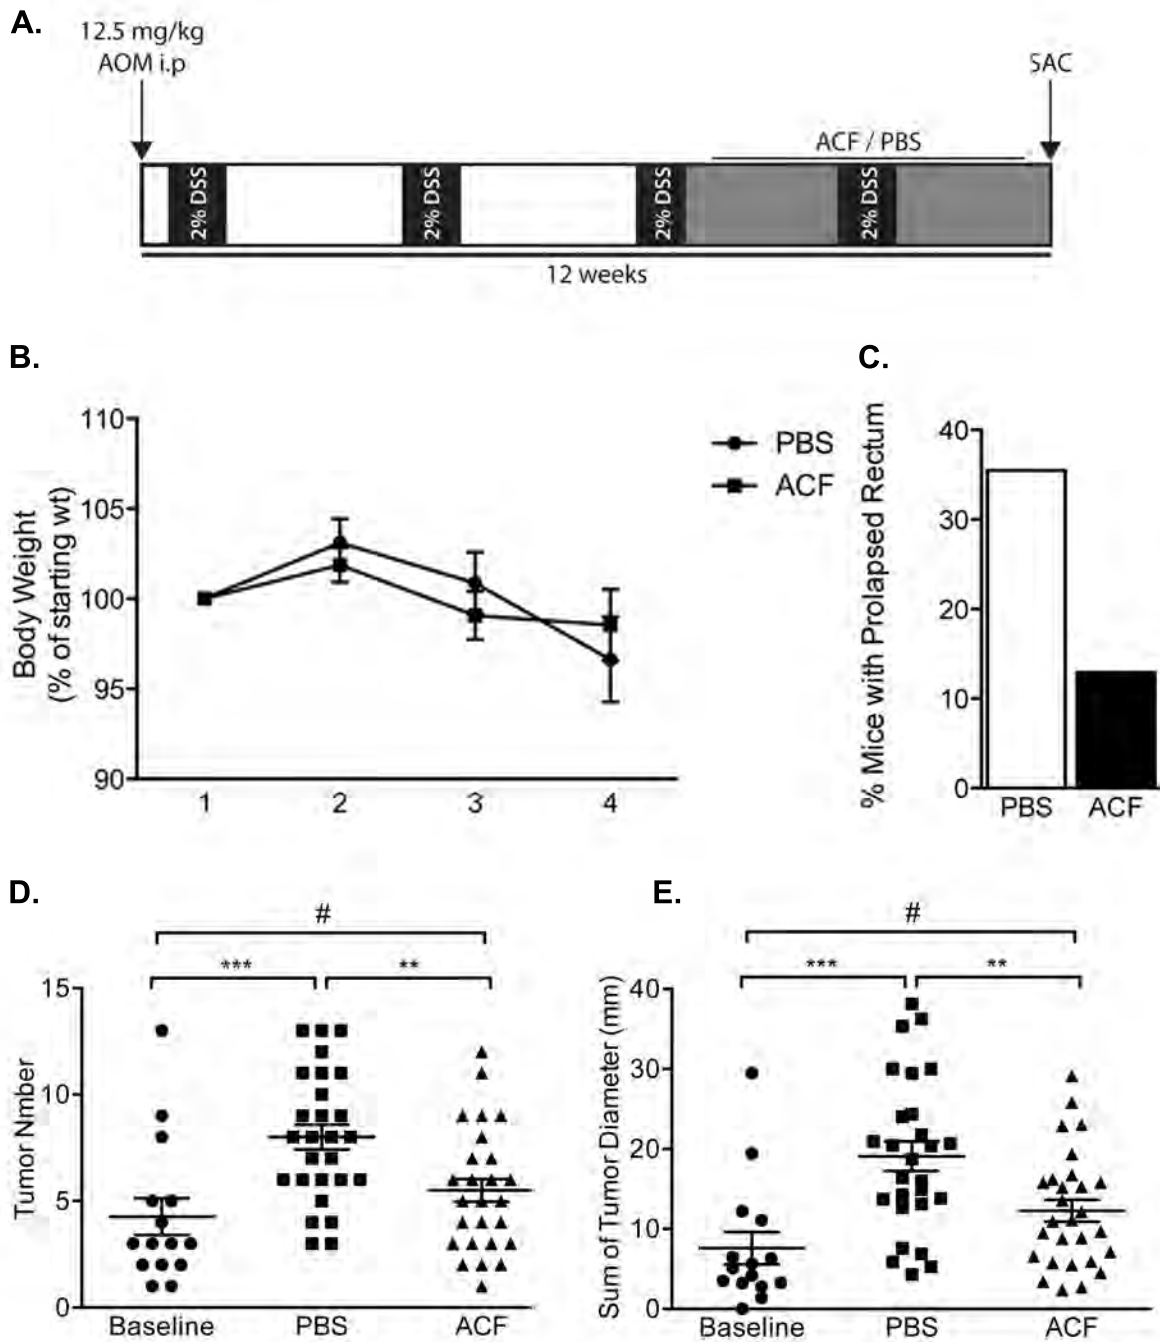 A.
12.5 mg/kg
AOM i.p
SAC
ACF / PBS
2% DSS
2% DSS
2% DSS
2% DSS
12 weeks
B.
110
105
100
95
90
Body Weight
(% of starting wt)
1
2
3
4
PBS
ACF
C.
% Mice with Prolapsed Rectum
40
30
20
10
0
PBS
ACF
D.
#
***
**
Tumor Nmber
15
10
5
0
Baseline
PBS
ACF
E.
#
***
**
Sum of Tumor Diameter (mm)
40
30
20
10
0
Baseline
PBS
ACF